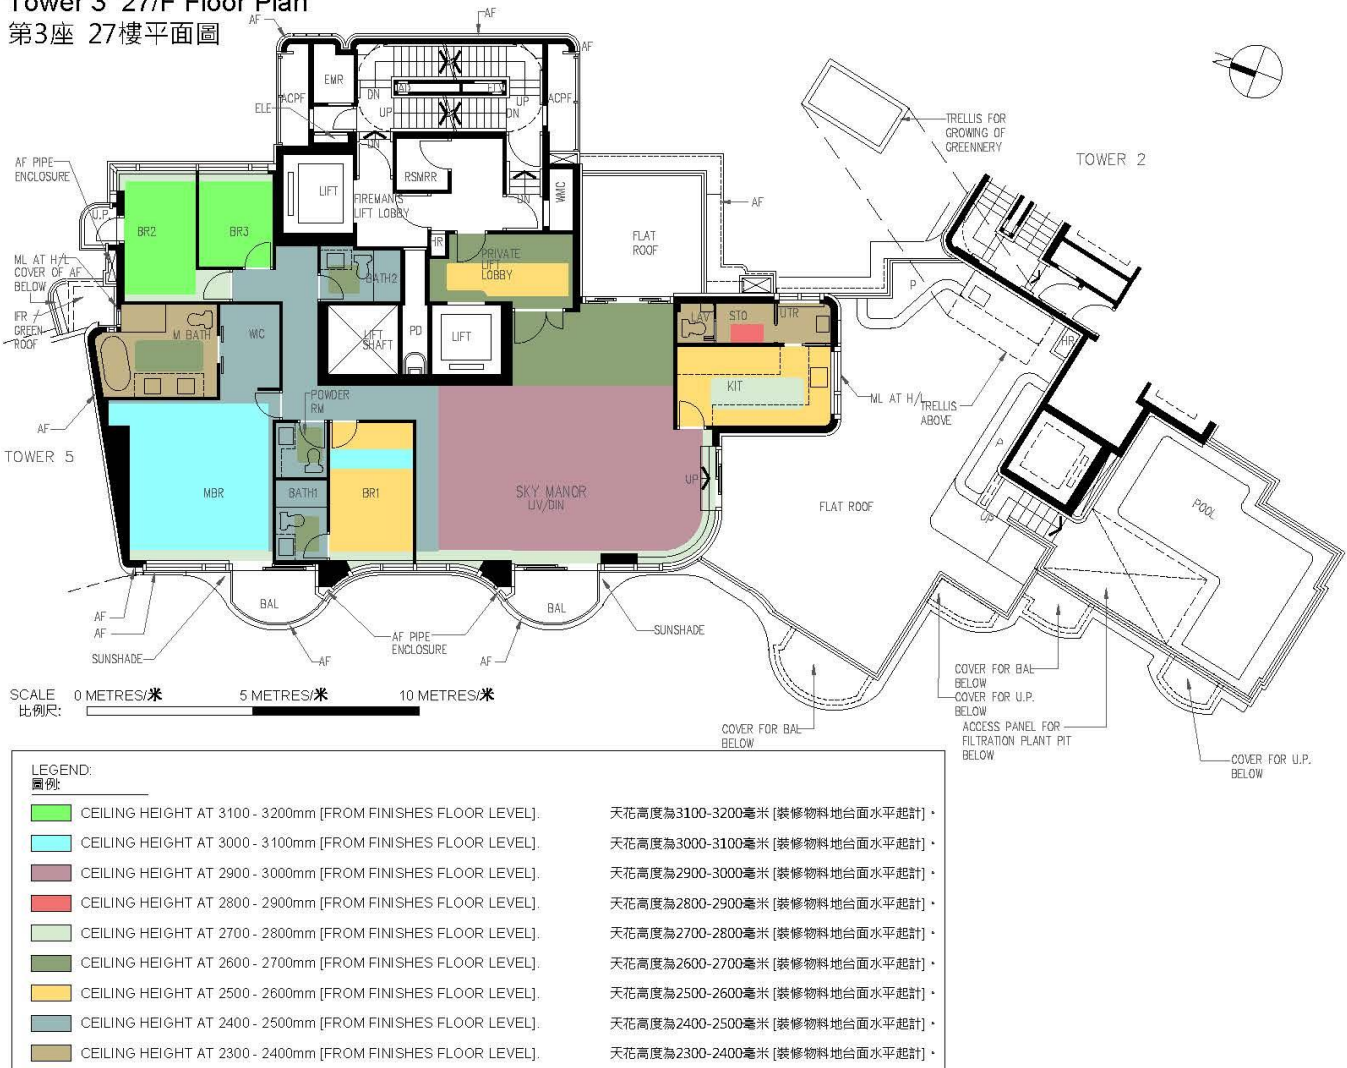 Tower 3 27/F Floor Plan
第3座 27樓平面圖
AF
AF
AF
EMR
ACPF
ELE
DN
UP
UP
DN
ACPF
DN
AF PIPE
ENCLOSURE
LIFT
RSMRR
FIREMAN'S
LIFT LOBBY
DN
WMC
HR
U.P.
BR2
BR3
PRIVATE
LIFT
LOBBY
FLAT
ROOF
AF
TRELLIS FOR
GROWING OF
GREENNERY
TOWER 2
ML AT H/L
COVER OF AF
BELOW
IFR
GREEN
ROOF
BATH2
M BATH
WIC
LIFT
SHAFT
PD
LIFT
LAV
STO
UTR
KIT
ML AT H/L
P
HR
TRELLIS
ABOVE
AF
TOWER 5
POWDER
RM
MBR
BATH1
BR1
SKY MANOR
LIV/DIN
UP
FLAT ROOF
P
UP
POOL
AF
AF
SUNSHADE
BAL
AF
AF PIPE
ENCLOSURE
BAL
AF
SUNSHADE
COVER FOR BAL
BELOW
COVER FOR BAL
BELOW
COVER FOR U.P.
BELOW
ACCESS PANEL FOR
FILTRATION PLANT PIT
BELOW
COVER FOR U.P.
BELOW
SCALE 0 METRES/米 5 METRES/米 10 METRES/米
比例尺:
LEGEND:
圖例:
CEILING HEIGHT AT 3100 - 3200mm [FROM FINISHES FLOOR LEVEL]. 天花高度為3100-3200毫米 [裝修物料地台面水平起計]。
CEILING HEIGHT AT 3000 - 3100mm [FROM FINISHES FLOOR LEVEL]. 天花高度為3000-3100毫米 [裝修物料地台面水平起計]。
CEILING HEIGHT AT 2900 - 3000mm [FROM FINISHES FLOOR LEVEL]. 天花高度為2900-3000毫米 [裝修物料地台面水平起計]。
CEILING HEIGHT AT 2800 - 2900mm [FROM FINISHES FLOOR LEVEL]. 天花高度為2800-2900毫米 [裝修物料地台面水平起計]。
CEILING HEIGHT AT 2700 - 2800mm [FROM FINISHES FLOOR LEVEL]. 天花高度為2700-2800毫米 [裝修物料地台面水平起計]。
CEILING HEIGHT AT 2600 - 2700mm [FROM FINISHES FLOOR LEVEL]. 天花高度為2600-2700毫米 [裝修物料地台面水平起計]。
CEILING HEIGHT AT 2500 - 2600mm [FROM FINISHES FLOOR LEVEL]. 天花高度為2500-2600毫米 [裝修物料地台面水平起計]。
CEILING HEIGHT AT 2400 - 2500mm [FROM FINISHES FLOOR LEVEL]. 天花高度為2400-2500毫米 [裝修物料地台面水平起計]。
CEILING HEIGHT AT 2300 - 2400mm [FROM FINISHES FLOOR LEVEL]. 天花高度為2300-2400毫米 [裝修物料地台面水平起計]。